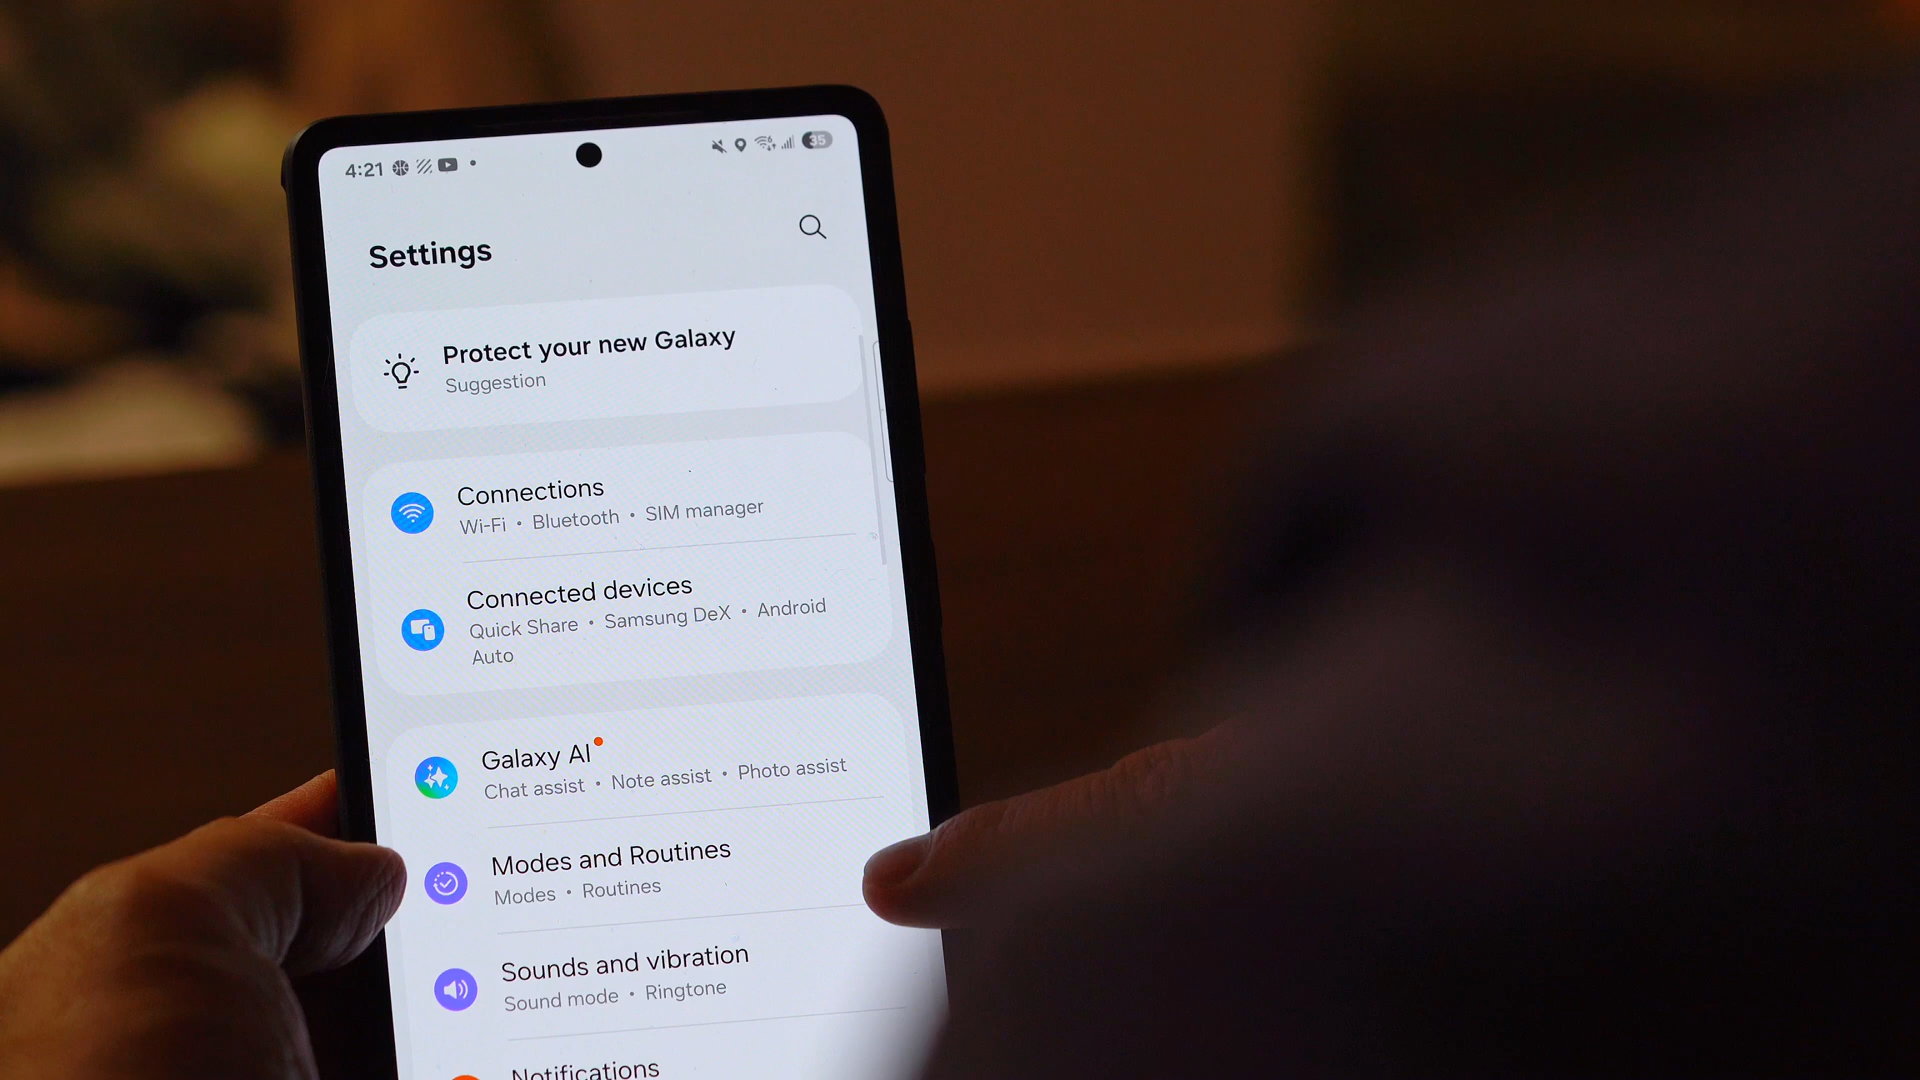 4:21
35
Settings
Protect your new Galaxy
Suggestion
Connections
Wi-Fi • Bluetooth • SIM manager
Connected devices
Quick Share • Samsung DeX • Android
Auto
Galaxy AI
Chat assist • Note assist • Photo assist
Modes and Routines
Modes • Routines
Sounds and vibration
Sound mode • Ringtone
Notifications